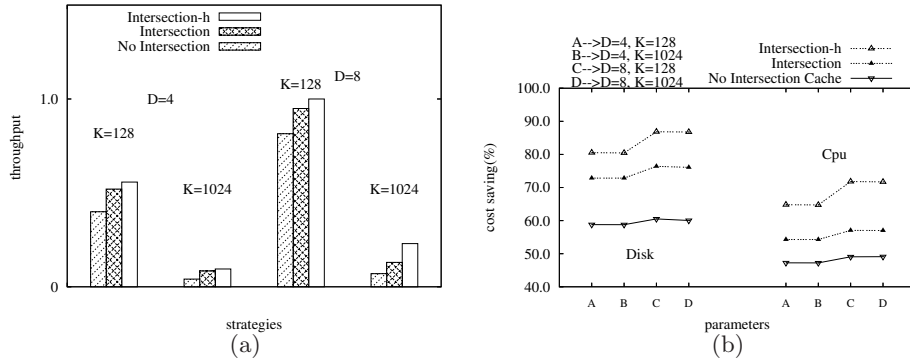 Intersection-h
Intersection
No Intersection
throughput
1.0
0
D=4
K=128
K=1024
K=128
D=8
K=1024
strategies
(a)
A-->D=4, K=128
B-->D=4, K=1024
C-->D=8, K=128
D-->D=8, K=1024
Intersection-h
Intersection
No Intersection Cache
cost saving(%)
100.0
90.0
80.0
70.0
60.0
50.0
40.0
Cpu
Disk
A B C D A B C D
parameters
(b)